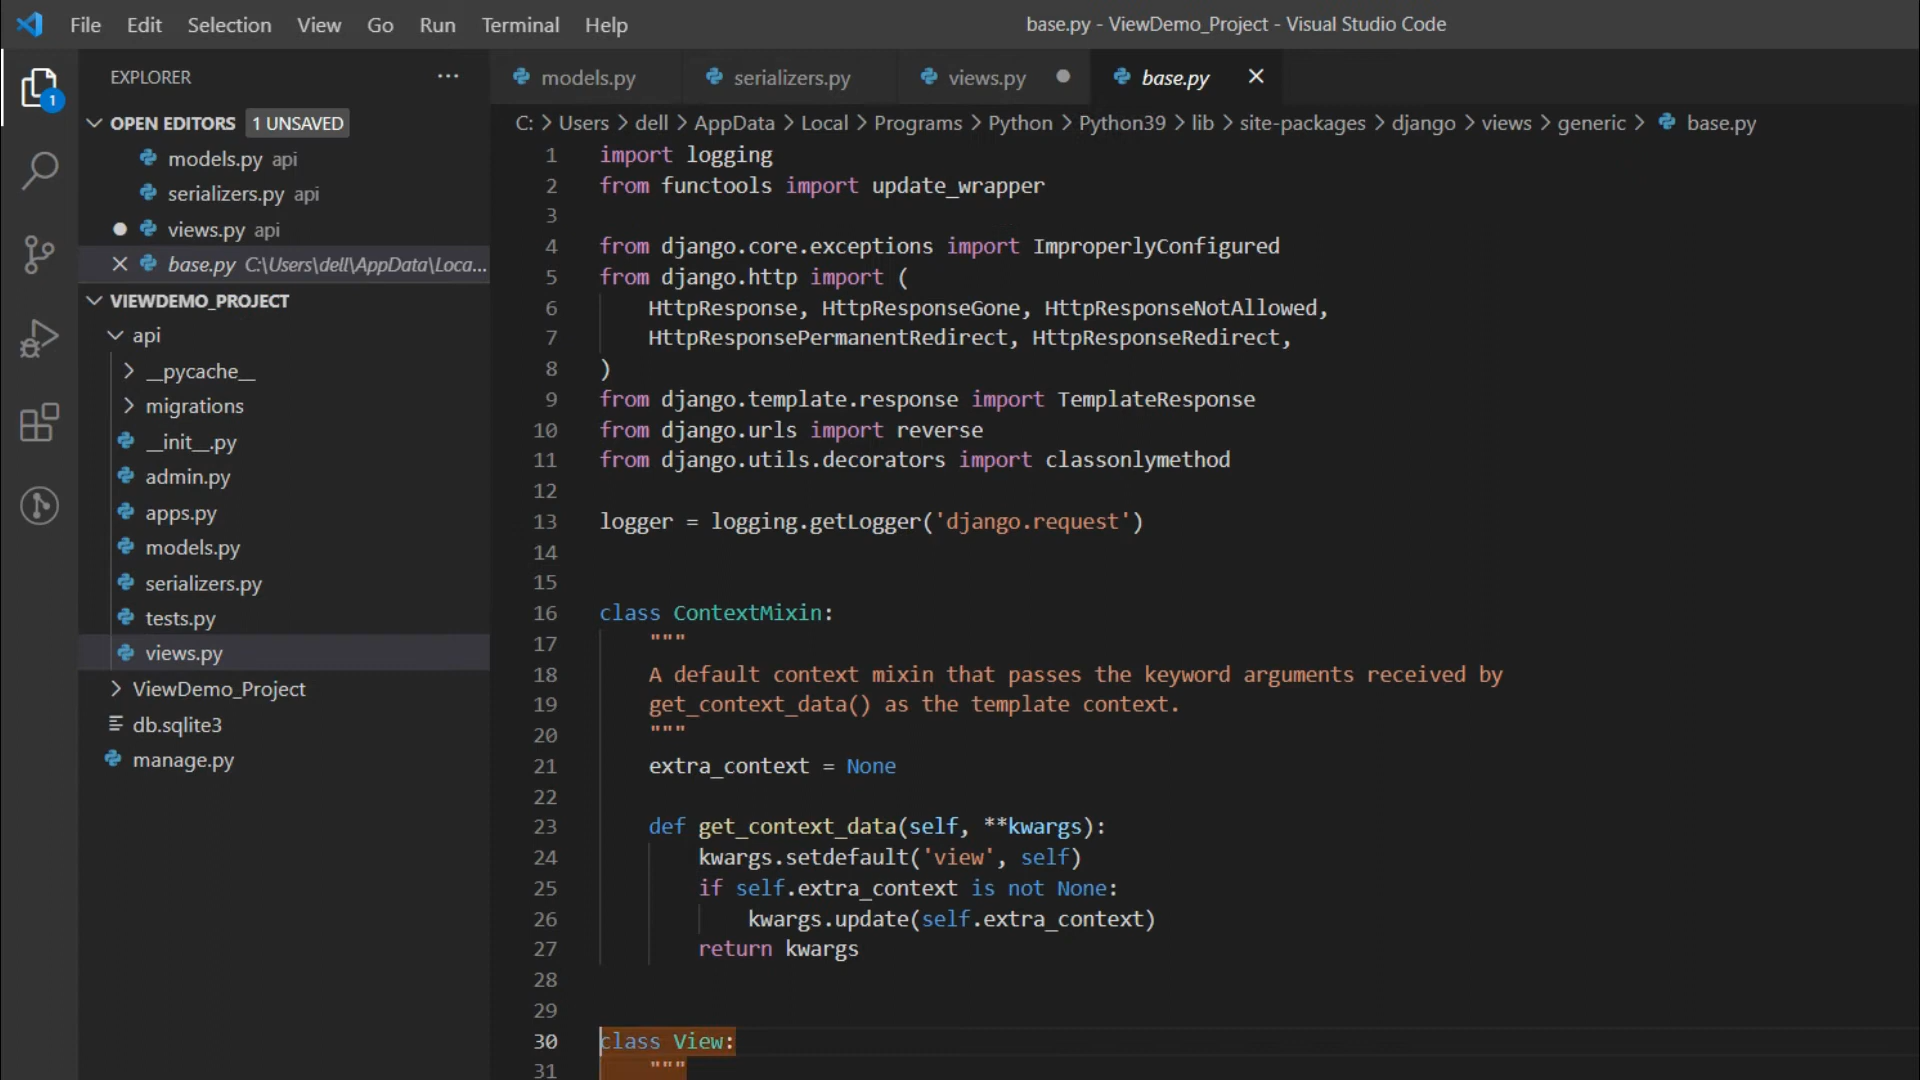 File Edit Selection View Go Run Terminal Help
base.py - ViewDemo_Project - Visual Studio Code
1
EXPLORER ...
OPEN EDITORS 1 UNSAVED
models.py api
serializers.py api
views.py api
base.py C:\Users\dell\AppData\Loca...
VIEWDEMO_PROJECT
api
__pycache__
migrations
__init__.py
admin.py
apps.py
models.py
serializers.py
tests.py
views.py
ViewDemo_Project
db.sqlite3
manage.py
models.py serializers.py views.py base.py
C: > Users > dell > AppData > Local > Programs > Python > Python39 > lib > site-packages > django > views > generic > base.py
1 import logging
2 from functools import update_wrapper
3
4 from django.core.exceptions import ImproperlyConfigured
5 from django.http import (
6 HttpResponse, HttpResponseGone, HttpResponseNotAllowed,
7 HttpResponsePermanentRedirect, HttpResponseRedirect,
8 )
9 from django.template.response import TemplateResponse
10 from django.urls import reverse
11 from django.utils.decorators import classonlymethod
12
13 logger = logging.getLogger('django.request')
14
15
16 class ContextMixin:
17 """
18 A default context mixin that passes the keyword arguments received by
19 get_context_data() as the template context.
20 """
21 extra_context = None
22
23 def get_context_data(self, **kwargs):
24 kwargs.setdefault('view', self)
25 if self.extra_context is not None:
26 kwargs.update(self.extra_context)
27 return kwargs
28
29
30 class View:
31 """